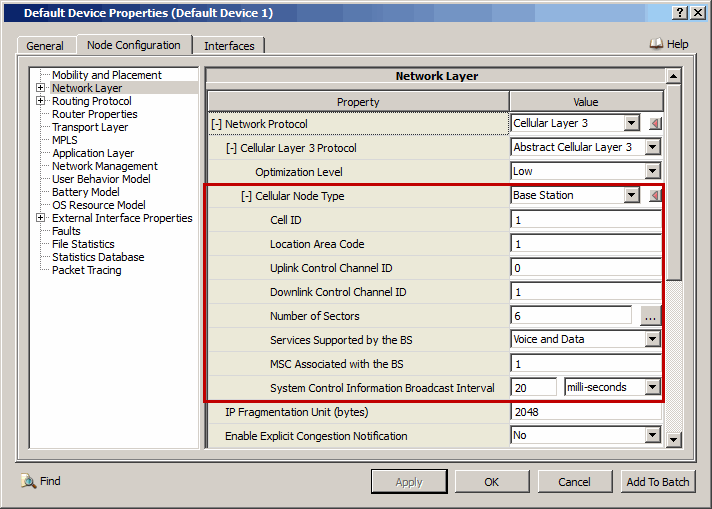 Default Device Properties (Default Device 1)
? X
General Node Configuration Interfaces
Help
Mobility and Placement
Network Layer
Routing Protocol
Router Properties
Transport Layer
MPLS
Application Layer
Network Management
User Behavior Model
Battery Model
OS Resource Model
External Interface Properties
Faults
File Statistics
Statistics Database
Packet Tracing
Network Layer
Property Value
[-] Network Protocol Cellular Layer 3
[-] Cellular Layer 3 Protocol Abstract Cellular Layer 3
Optimization Level Low
[-] Cellular Node Type Base Station
Cell ID 1
Location Area Code 1
Uplink Control Channel ID 0
Downlink Control Channel ID 1
Number of Sectors 6 ...
Services Supported by the BS Voice and Data
MSC Associated with the BS 1
System Control Information Broadcast Interval 20 milli-seconds
IP Fragmentation Unit (bytes) 2048
Enable Explicit Congestion Notification No
Find
Apply OK Cancel Add To Batch